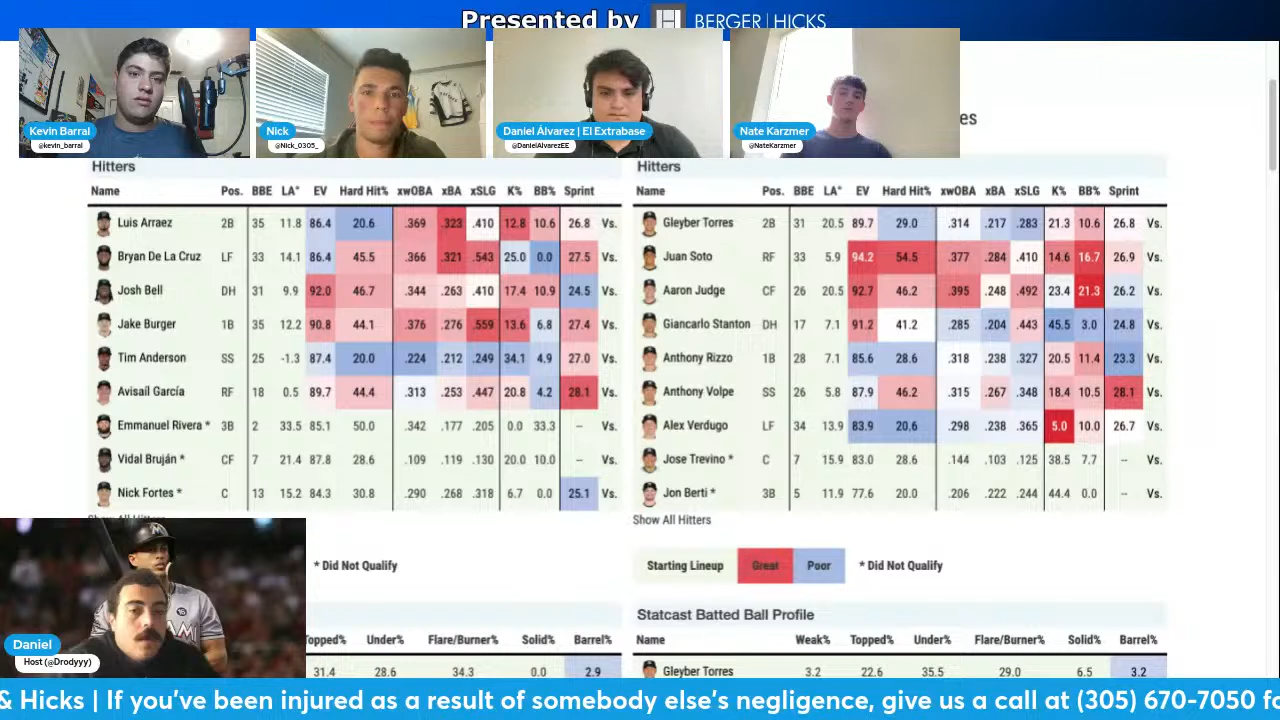 Presented by BERGER|HICKS
Kevin Barral
@kevin_barral
Nick
@Nick_0305_
Daniel Álvarez | El Extrabase
@DanielAlvarezEE
Nate Karzmer
@NateKarzmer
es
Hitters
Name Pos. BBE LA° EV Hard Hit% xwOBA xBA xSLG K% BB% Sprint
Luis Arraez 2B 35 11.8 86.4 20.6 .369 .323 .410 12.8 10.6 26.8 Vs.
Bryan De La Cruz LF 33 14.1 86.4 45.5 .366 .321 .543 25.0 0.0 27.5 Vs.
Josh Bell DH 31 9.9 92.0 46.7 .344 .263 .410 17.4 10.9 24.5 Vs.
Jake Burger 1B 35 12.2 90.8 44.1 .376 .276 .559 13.6 6.8 27.4 Vs.
Tim Anderson SS 25 -1.3 87.4 20.0 .224 .212 .249 34.1 4.9 27.0 Vs.
Avisaíl García RF 18 0.5 89.7 44.4 .313 .253 .447 20.8 4.2 28.1 Vs.
Emmanuel Rivera * 3B 2 33.5 85.1 50.0 .342 .177 .205 0.0 33.3 -- Vs.
Vidal Bruján * CF 7 21.4 87.8 28.6 .109 .119 .130 20.0 10.0 -- Vs.
Nick Fortes * C 13 15.2 84.3 30.8 .290 .268 .318 6.7 0.0 25.1 Vs.
* Did Not Qualify
Topped% Under% Flare/Burner% Solid% Barrel%
31.4 28.6 34.3 0.0 2.9
Hitters
Name Pos. BBE LA° EV Hard Hit% xwOBA xBA xSLG K% BB% Sprint
Gleyber Torres 2B 31 20.5 89.7 29.0 .314 .217 .283 21.3 10.6 26.8 Vs.
Juan Soto RF 33 5.9 94.2 54.5 .377 .284 .410 14.6 16.7 26.9 Vs.
Aaron Judge CF 26 20.5 92.7 46.2 .395 .248 .492 23.4 21.3 26.2 Vs.
Giancarlo Stanton DH 17 7.1 91.2 41.2 .285 .204 .443 45.5 3.0 24.8 Vs.
Anthony Rizzo 1B 28 7.1 85.6 28.6 .318 .238 .327 20.5 11.4 23.3 Vs.
Anthony Volpe SS 26 5.8 87.9 46.2 .315 .267 .348 18.4 10.5 28.1 Vs.
Alex Verdugo LF 34 13.9 83.9 20.6 .298 .238 .365 5.0 10.0 26.7 Vs.
Jose Trevino * C 7 15.9 83.0 28.6 .144 .103 .125 38.5 7.7 -- Vs.
Jon Berti * 3B 5 11.9 77.6 20.0 .206 .222 .244 44.4 0.0 -- Vs.
Show All Hitters
Starting Lineup Great Poor * Did Not Qualify
Statcast Batted Ball Profile
Name Weak% Topped% Under% Flare/Burner% Solid% Barrel%
Gleyber Torres 3.2 22.6 35.5 29.0 6.5 3.2
Daniel
Host (@Drodyyy)
& Hicks | If you've been injured as a result of somebody else's negligence, give us a call at (305) 670-7050 fo